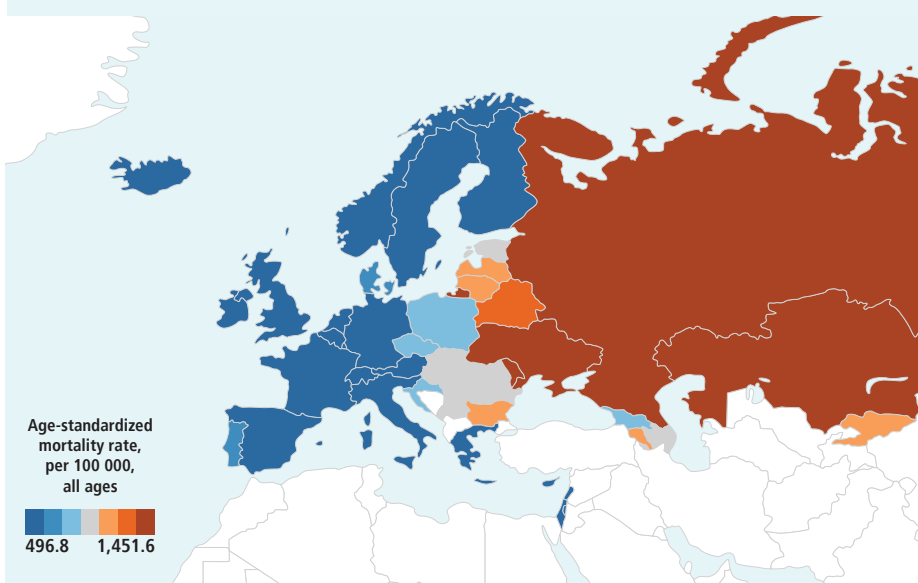 Age-standardized
mortality rate,
per 100 000,
all ages
496.8 1,451.6